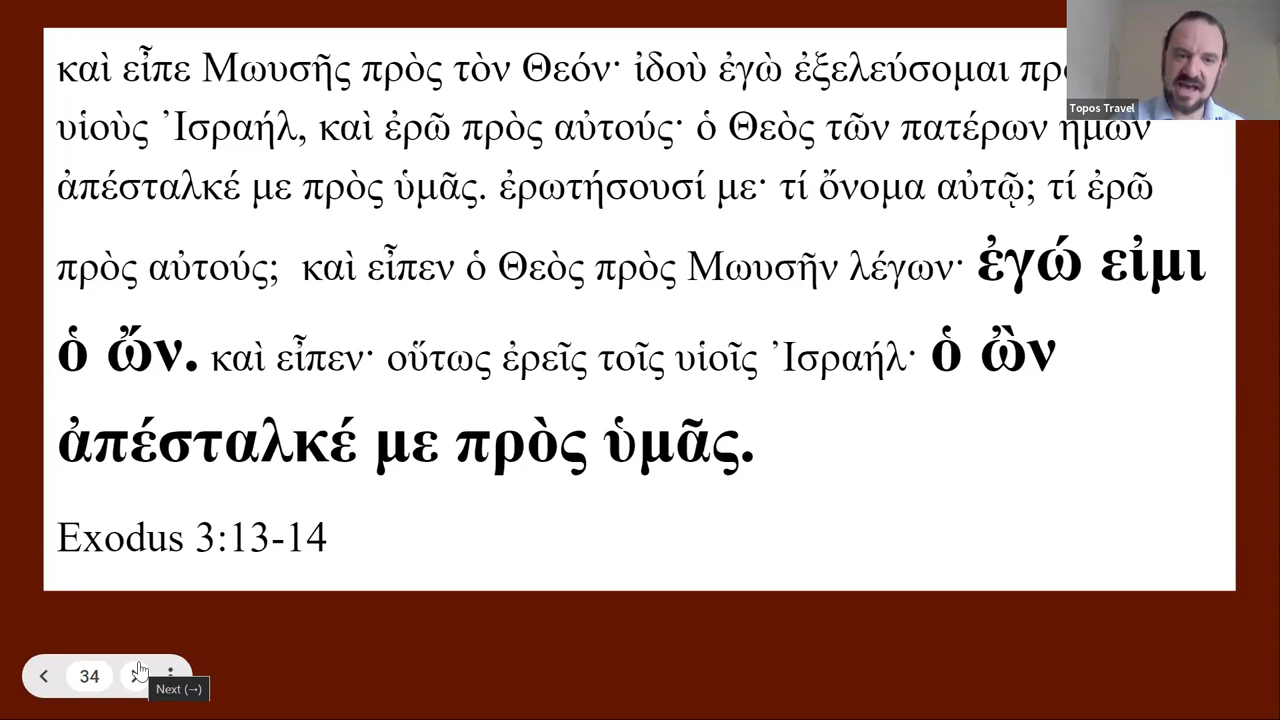 καὶ εἶπε Μωυσῆς πρὸς τὸν Θεόν· ἰδοὺ ἐγὼ ἐξελεύσομαι
υἱοὺς ᾿Ισραήλ, καὶ ἐρῶ πρὸς αὐτούς· ὁ Θεὸς τῶν πατέρων ἡμῶν
ἀπέσταλκέ με πρὸς ὑμᾶς. ἐρωτήσουσί με· τί ὄνομα αὐτῷ; τί ἐρῶ
πρὸς αὐτούς; καὶ εἶπεν ὁ Θεὸς πρὸς Μωυσῆν λέγων· ἐγώ εἰμι
ὁ ὤν. καὶ εἶπεν· οὕτως ἐρεῖς τοῖς υἱοῖς ᾿Ισραήλ· ὁ ὢν
ἀπέσταλκέ με πρὸς ὑμᾶς.
Exodus 3:13-14
Topos Travel
34
Next (→)